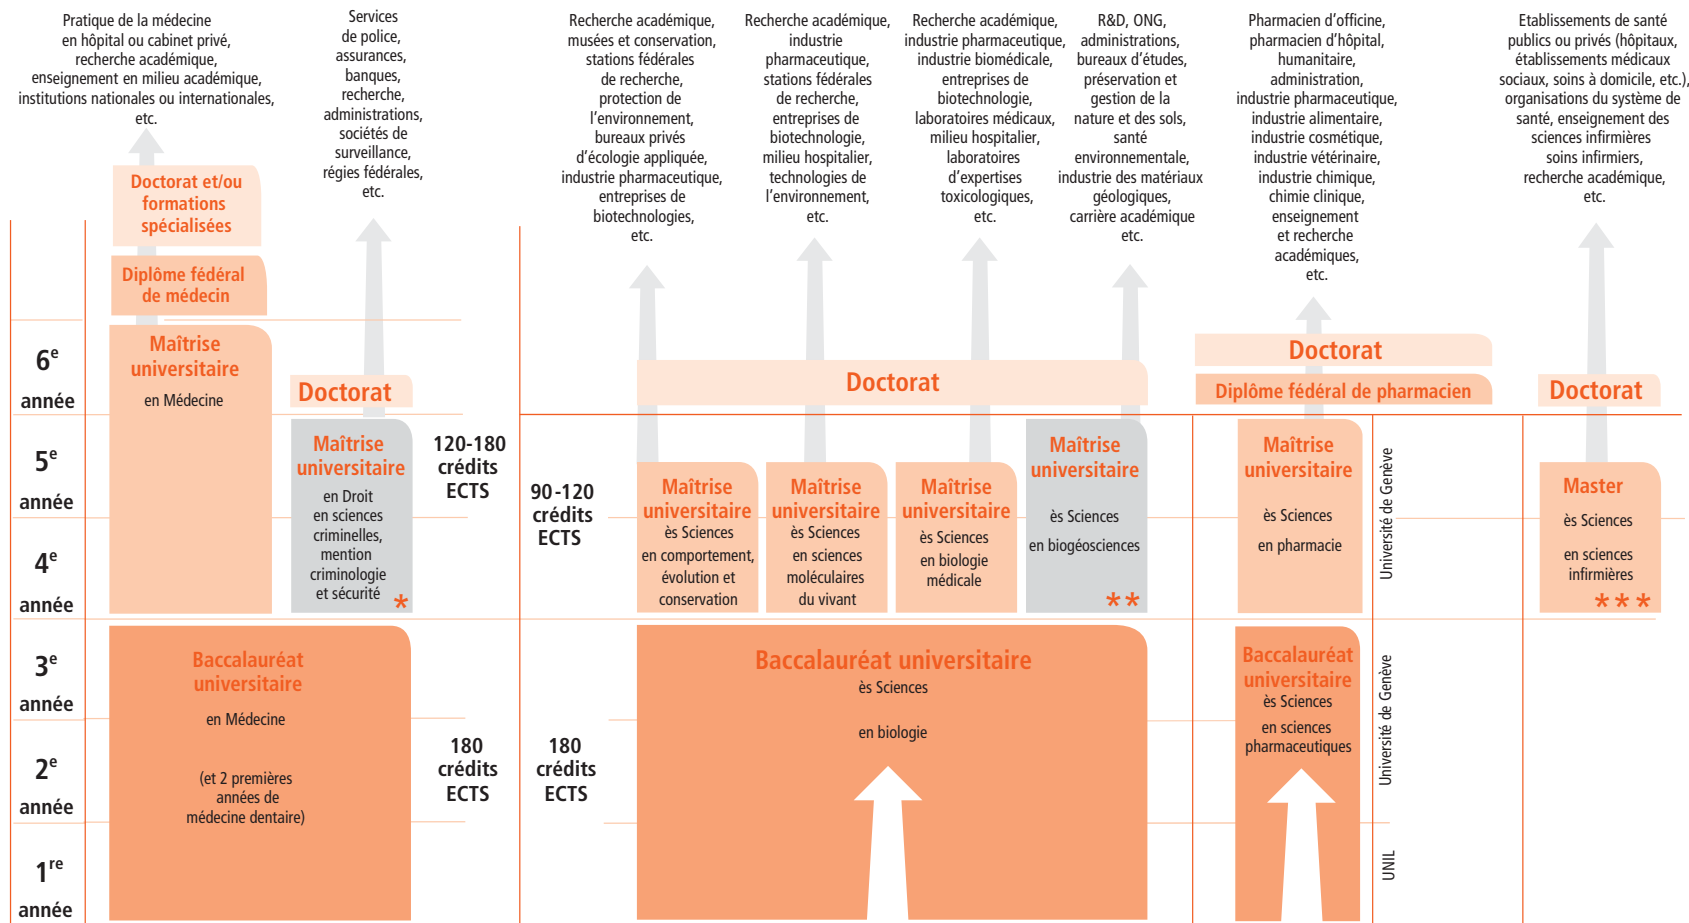 Pratique de la médecine
en hôpital ou cabinet privé,
recherche académique,
enseignement en milieu académique,
institutions nationales ou internationales,
etc.
Services
de police,
assurances,
banques,
recherche,
administrations,
sociétés de
surveillance,
régies fédérales,
etc.
Recherche académique,
musées et conservation,
stations fédérales
de recherche,
protection de
l'environnement,
bureaux privés
d'écologie appliquée,
industrie pharmaceutique,
entreprises de
biotechnologies,
etc.
Recherche académique,
industrie
pharmaceutique,
stations fédérales
de recherche,
entreprises de
biotechnologie,
milieu hospitalier,
technologies de
l'environnement,
etc.
Recherche académique,
industrie pharmaceutique,
industrie biomédicale,
entreprises de
biotechnologie,
laboratoires médicaux,
milieu hospitalier,
laboratoires
d'expertises
toxicologiques,
etc.
R&D, ONG,
administrations,
bureaux d'études,
préservation et
gestion de la
nature et des sols,
santé
environnementale,
industrie des matériaux
géologiques,
carrière académique
etc.
Pharmacien d'officine,
pharmacien d'hôpital,
humanitaire,
administration,
industrie pharmaceutique,
industrie alimentaire,
industrie cosmétique,
industrie vétérinaire,
industrie chimique,
chimie clinique,
enseignement
et recherche
académiques,
etc.
Etablissements de santé
publics ou privés (hôpitaux,
établissements médicaux
sociaux, soins à domicile, etc.),
organisations du système de
santé, enseignement des
sciences infirmières
soins infirmiers,
recherche académique,
etc.
Doctorat et/ou
formations
spécialisées
Diplôme fédéral
de médecin
6e
année
Maîtrise
universitaire
en Médecine
Doctorat
Doctorat
Doctorat
Diplôme fédéral de pharmacien
Doctorat
5e
année
4e
année
Maîtrise
universitaire
en Droit
en sciences
criminelles,
mention
criminologie
et sécurité *
120-180
crédits
ECTS
90-120
crédits
ECTS
Maîtrise
universitaire
ès Sciences
en comportement,
évolution et
conservation
Maîtrise
universitaire
ès Sciences
en sciences
moléculaires
du vivant
Maîtrise
universitaire
ès Sciences
en biologie
médicale
Maîtrise
universitaire
ès Sciences
en biogéosciences
**
Maîtrise
universitaire
ès Sciences
en pharmacie
Université de Genève
Master
ès Sciences
en sciences
infirmières
***
3e
année
2e
année
1re
année
Baccalauréat
universitaire
en Médecine
(et 2 premières
années de
médecine dentaire)
180
crédits
ECTS
180
crédits
ECTS
Baccalauréat universitaire
ès Sciences
en biologie
Baccalauréat
universitaire
ès Sciences
en sciences
pharmaceutiques
Université de Genève
UNIL